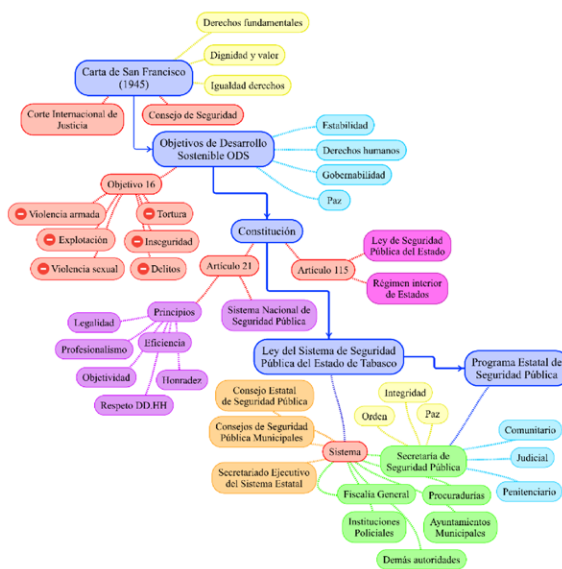 Derechos fundamentales
Dignidad y valor
Carta de San Francisco
(1945)
Igualdad derechos
Corte Internacional de
Justicia
Consejo de Seguridad
Estabilidad
Objetivos de Desarrollo
Sostenible ODS
Derechos humanos
Gobernabilidad
Paz
Objetivo 16
Violencia armada
Tortura
Explotación
Inseguridad
Violencia sexual
Delitos
Constitución
Ley de Seguridad
Pública del Estado
Artículo 21
Artículo 115
Régimen interior
de Estados
Principios
Sistema Nacional de
Seguridad Pública
Legalidad
Profesionalismo
Eficiencia
Objetividad
Honradez
Respeto DD.HH
Ley del Sistema de Seguridad
Pública del Estado de Tabasco
Programa Estatal de
Seguridad Pública
Consejo Estatal
de Seguridad Pública
Integridad
Orden
Paz
Consejos de Seguridad
Pública Municipales
Comunitario
Sistema
Secretaría de
Seguridad Pública
Judicial
Secretariado Ejecutivo
del Sistema Estatal
Penitenciario
Fiscalía General
Procuradurías
Instituciones
Policiales
Ayuntamientos
Municipales
Demás autoridades